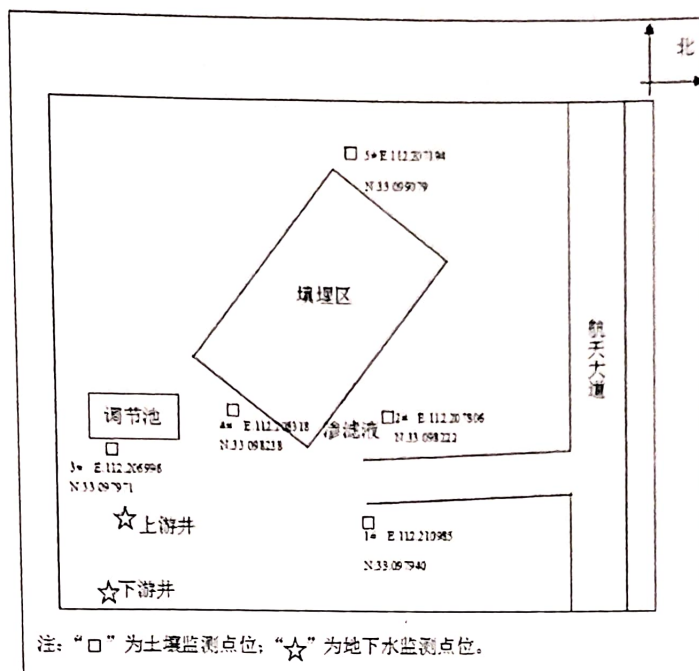 北
5# E.112.207194
N.33.099079
填埋区
航天大道
调节池
4# E.112.206318
N.33.098238
渗滤液
2# E.112.207806
N.33.098222
3# E.112.206996
N.33.097971
上游井
1# E.112.210985
N.33.097940
下游井
注：“□”为土壤监测点位；“☆”为地下水监测点位。